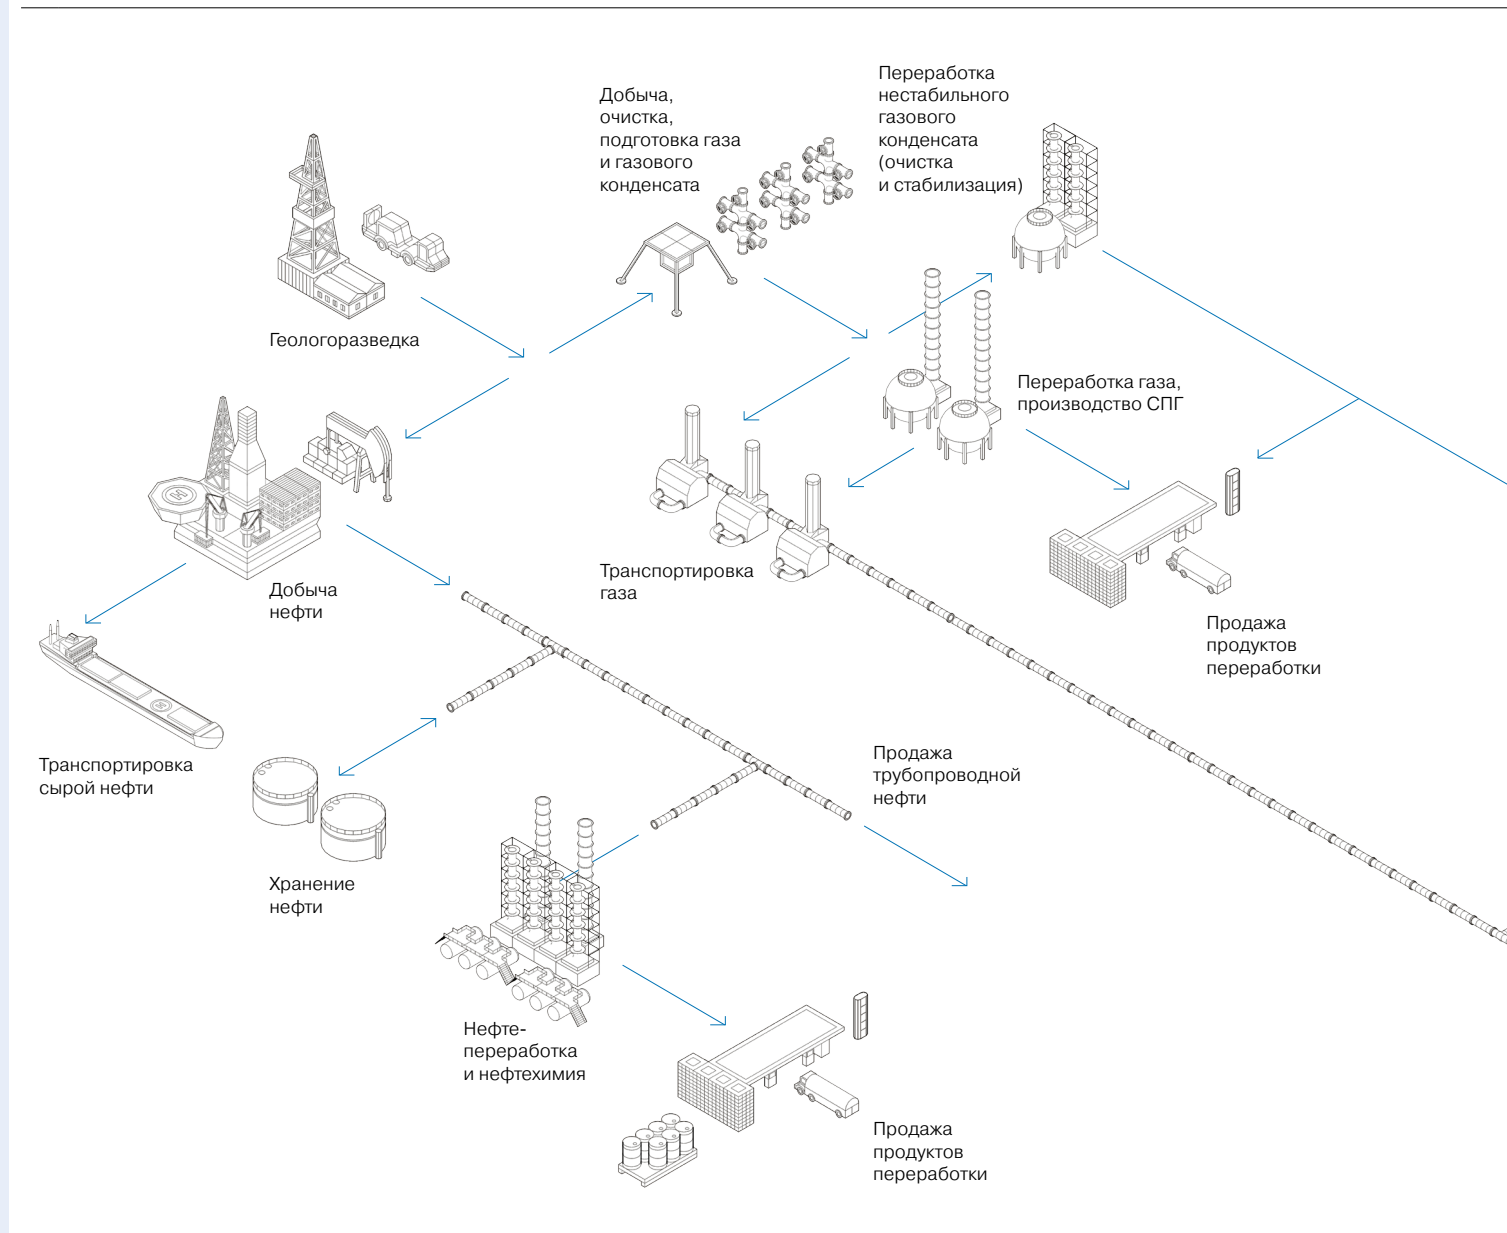 Переработка
нестабильного
газового
конденсата
(очистка
и стабилизация)
Добыча,
очистка,
подготовка газа
и газового
конденсата
Геологоразведка
Переработка газа,
производство СПГ
Транспортировка
газа
Добыча
нефти
Продажа
продуктов
переработки
Транспортировка
сырой нефти
Продажа
трубопроводной
нефти
Хранение
нефти
Нефте-
переработка
и нефтехимия
Продажа
продуктов
переработки